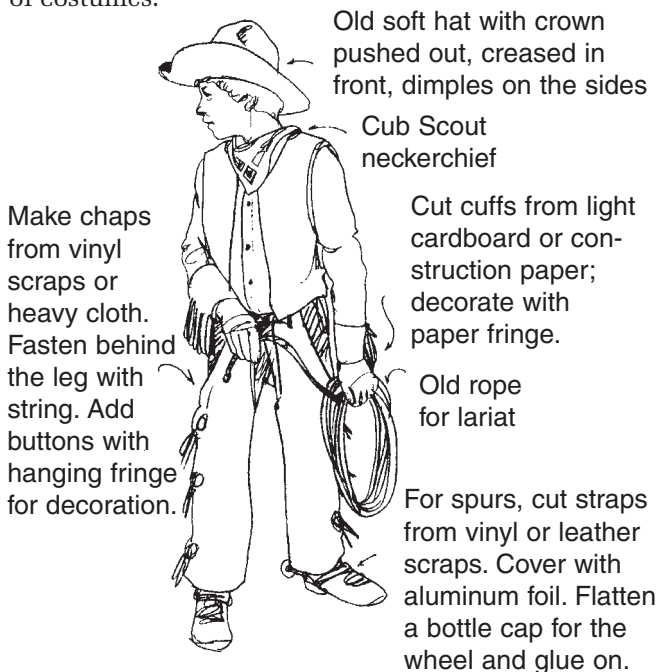 of costumes.
Old soft hat with crown
pushed out, creased in
front, dimples on the sides
Cub Scout
neckerchief
Make chaps
from vinyl
scraps or
heavy cloth.
Fasten behind
the leg with
string. Add
buttons with
hanging fringe
for decoration.
Cut cuffs from light
cardboard or con-
struction paper;
decorate with
paper fringe.
Old rope
for lariat
For spurs, cut straps
from vinyl or leather
scraps. Cover with
aluminum foil. Flatten
a bottle cap for the
wheel and glue on.